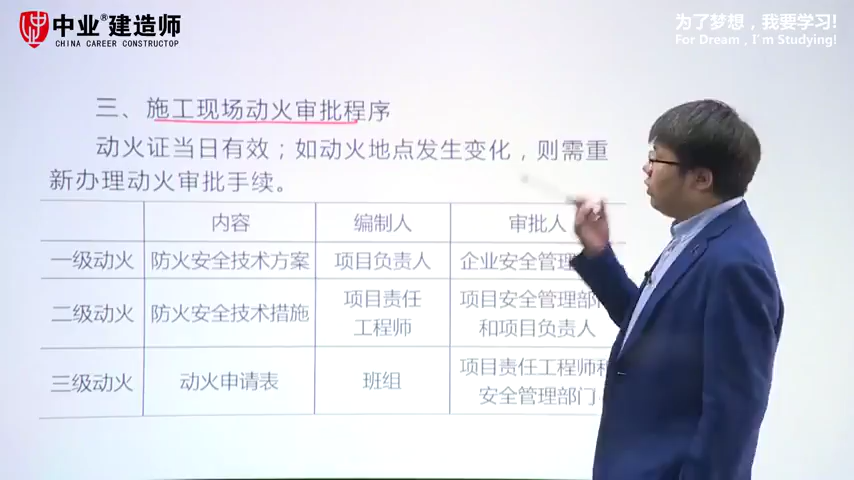 中业®建造师
CHINA CAREER CONSTRUCTOP
为了梦想，我要学习!
For Dream , I'm Studying!
三、施工现场动火审批程序
动火证当日有效；如动火地点发生变化，则需重
新办理动火审批手续。
内容 编制人 审批人
一级动火 防火安全技术方案 项目负责人 企业安全管理
二级动火 防火安全技术措施 项目责任 项目安全管理部
工程师 和项目负责人
三级动火 动火申请表 班组 项目责任工程师和
安全管理部门